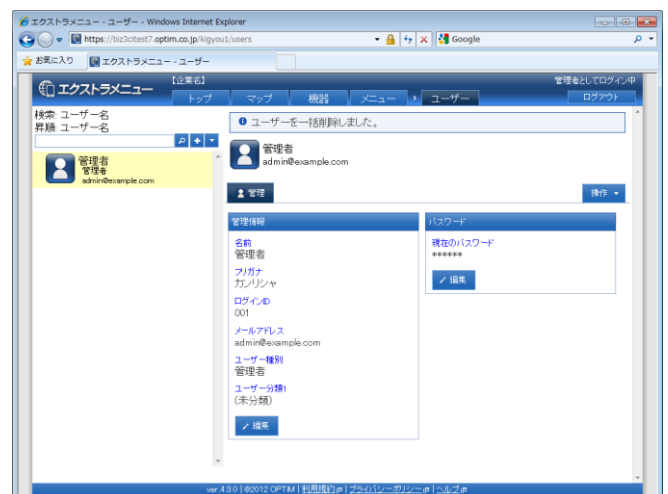 エクストラメニュー - ユーザー - Windows Internet Explorer
https://biz3citest7.optim.co.jp/kigyou1/users
Google
お気に入り
エクストラメニュー - ユーザー
エクストラメニュー
【企業名】
管理者としてログイン中
トップ
マップ
機器
メニュー
ユーザー
ログアウト
検索: ユーザー名
昇順: ユーザー名
管理者
管理者
admin@example.com
ユーザーを一括削除しました。
管理者
admin@example.com
管理
操作
管理情報
名前
管理者
フリガナ
カンリシャ
ログインID
001
メールアドレス
admin@example.com
ユーザー種別
管理者
ユーザー分類1
(未分類)
編集
パスワード
現在のパスワード
******
編集
ver.4.3.0 | ©2012 OPTiM | 利用規約 | プライバシーポリシー | ヘルプ